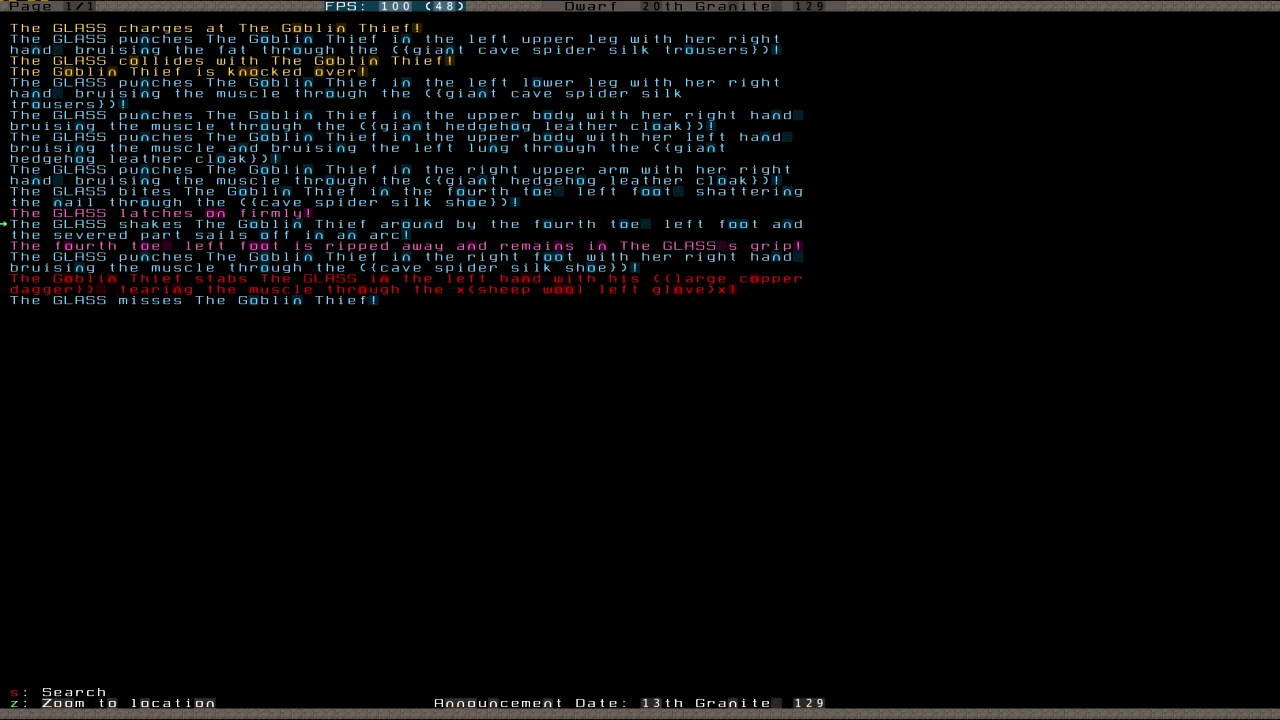 Page 1/1 FPS: 100 (48) Dwarf 20th Granite 129
The GLASS charges at The Goblin Thief!
The GLASS punches The Goblin Thief in the left upper leg with her right
hand bruising the fat through the ({giant cave spider silk trousers})!
The GLASS collides with The Goblin Thief!
The Goblin Thief is knocked over!
The GLASS punches The Goblin Thief in the left lower leg with her right
hand bruising the muscle through the ({giant cave spider silk
trousers})!
The GLASS punches The Goblin Thief in the upper body with her right hand
bruising the muscle through the ({giant hedgehog leather cloak})!
The GLASS punches The Goblin Thief in the upper body with her left hand
bruising the muscle and bruising the left lung through the ({giant
hedgehog leather cloak})!
The GLASS punches The Goblin Thief in the right upper arm with her right
hand bruising the muscle through the ({giant hedgehog leather cloak})!
The GLASS bites The Goblin Thief in the fourth toe left foot shattering
the nail through the ({cave spider silk shoe})!
The GLASS latches on firmly!
The GLASS shakes The Goblin Thief around by the fourth toe left foot and
the severed part sails off in an arc!
The fourth toe left foot is ripped away and remains in The GLASS s grip!
The GLASS punches The Goblin Thief in the right foot with her right hand
bruising the muscle through the ({cave spider silk shoe})!
The Goblin Thief stabs The GLASS in the left hand with his ({large copper
dagger}) tearing the muscle through the x(sheep wool left glove)x!
The GLASS misses The Goblin Thief!
s: Search
z: Zoom to location Announcement Date: 13th Granite 129